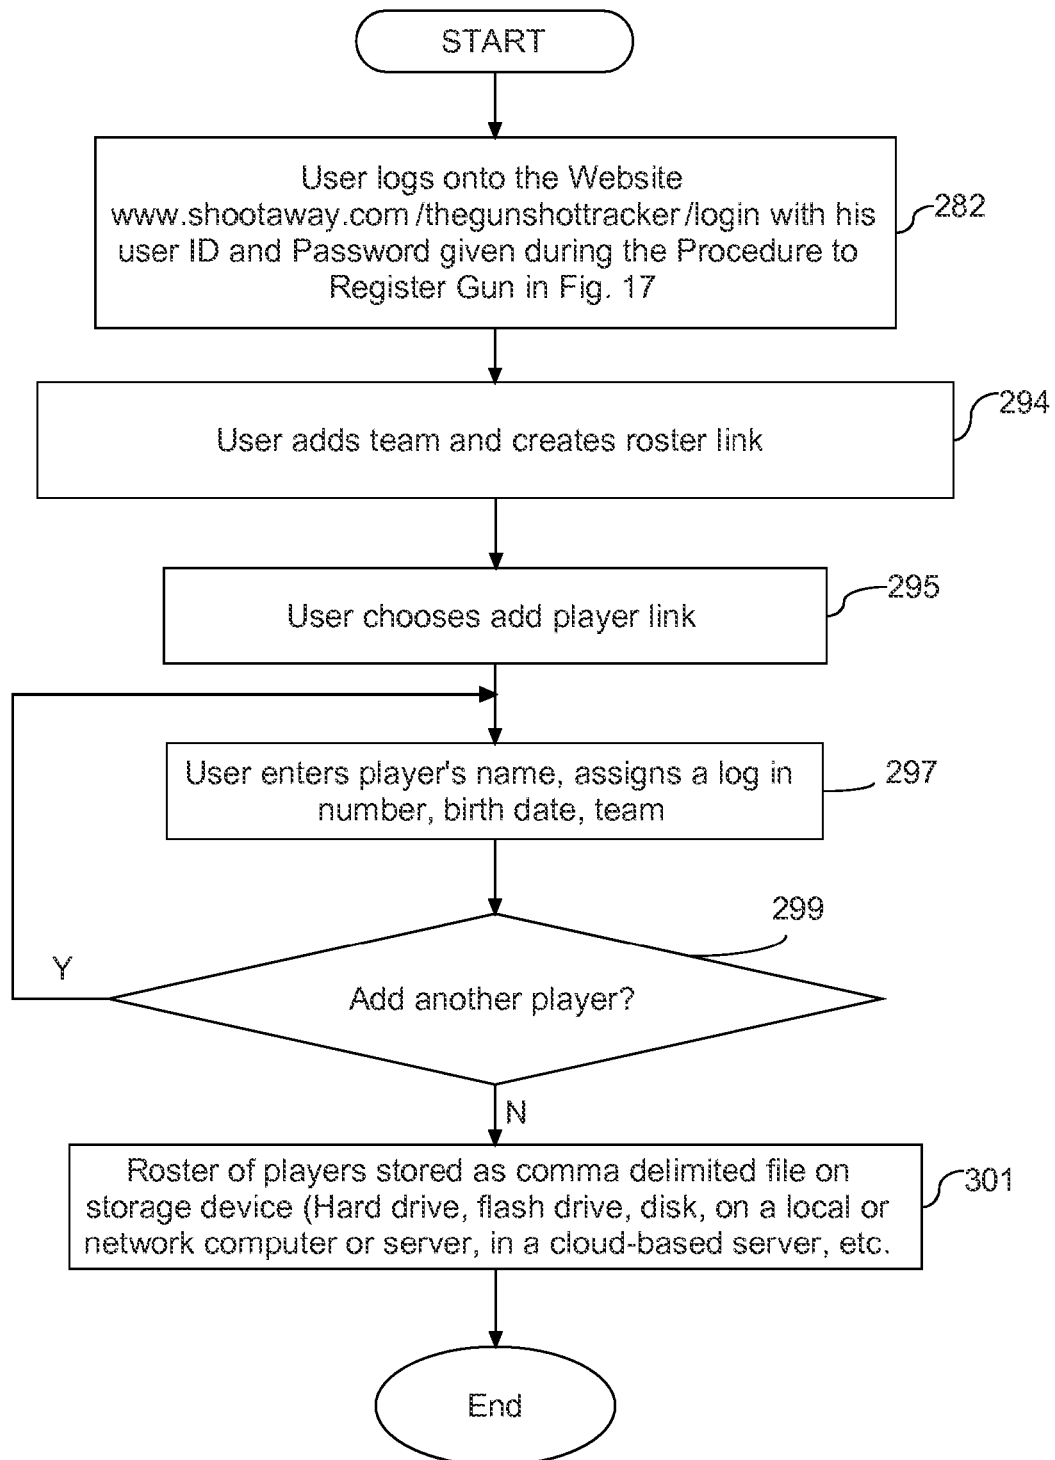 START
User logs onto the Website
www.shootaway.com/thegunshottracker/login with his
user ID and Password given during the Procedure to
Register Gun in Fig. 17
282
User adds team and creates roster link
294
User chooses add player link
295
User enters player's name, assigns a log in
number, birth date, team
297
299
Y
Add another player?
N
Roster of players stored as comma delimited file on
storage device (Hard drive, flash drive, disk, on a local or
network computer or server, in a cloud-based server, etc.
301
End